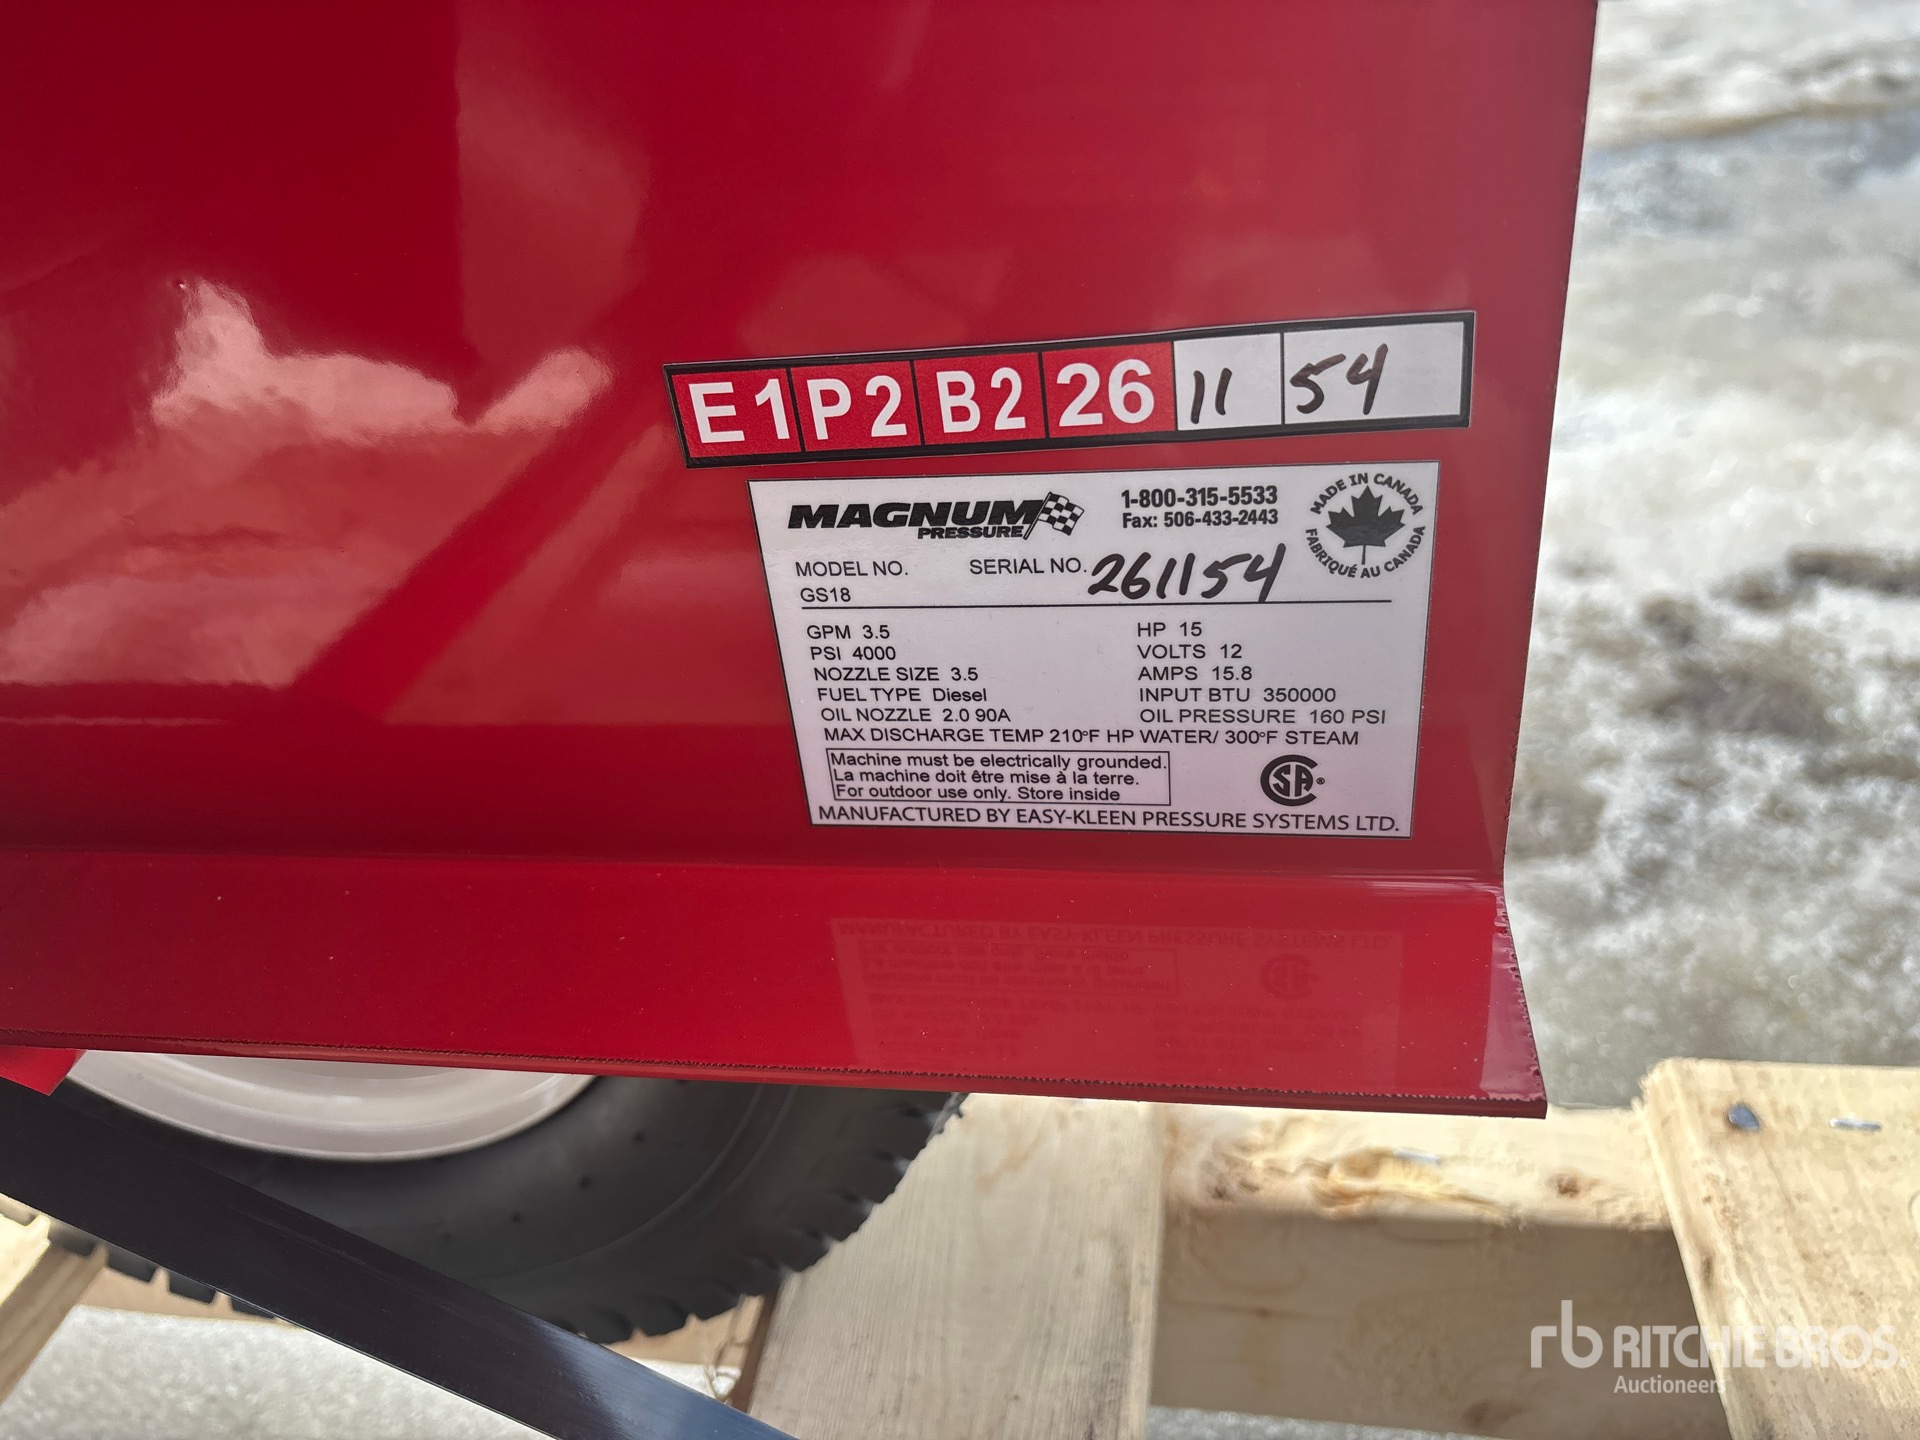 E1 P2 B2 26 11 54
MAGNUM
PRESSURE
1-800-315-5533
Fax: 506-433-2443
MADE IN CANADA
FABRIQUÉ AU CANADA
MODEL NO. SERIAL NO. 261154
GS18
GPM 3.5 HP 15
PSI 4000 VOLTS 12
NOZZLE SIZE 3.5 AMPS 15.8
FUEL TYPE Diesel INPUT BTU 350000
OIL NOZZLE 2.0 90A OIL PRESSURE 160 PSI
MAX DISCHARGE TEMP 210°F HP WATER/ 300°F STEAM
Machine must be electrically grounded.
La machine doit être mise à la terre.
For outdoor use only. Store inside
CSA®
MANUFACTURED BY EASY-KLEEN PRESSURE SYSTEMS LTD.
rb RITCHIE BROS.
Auctioneers